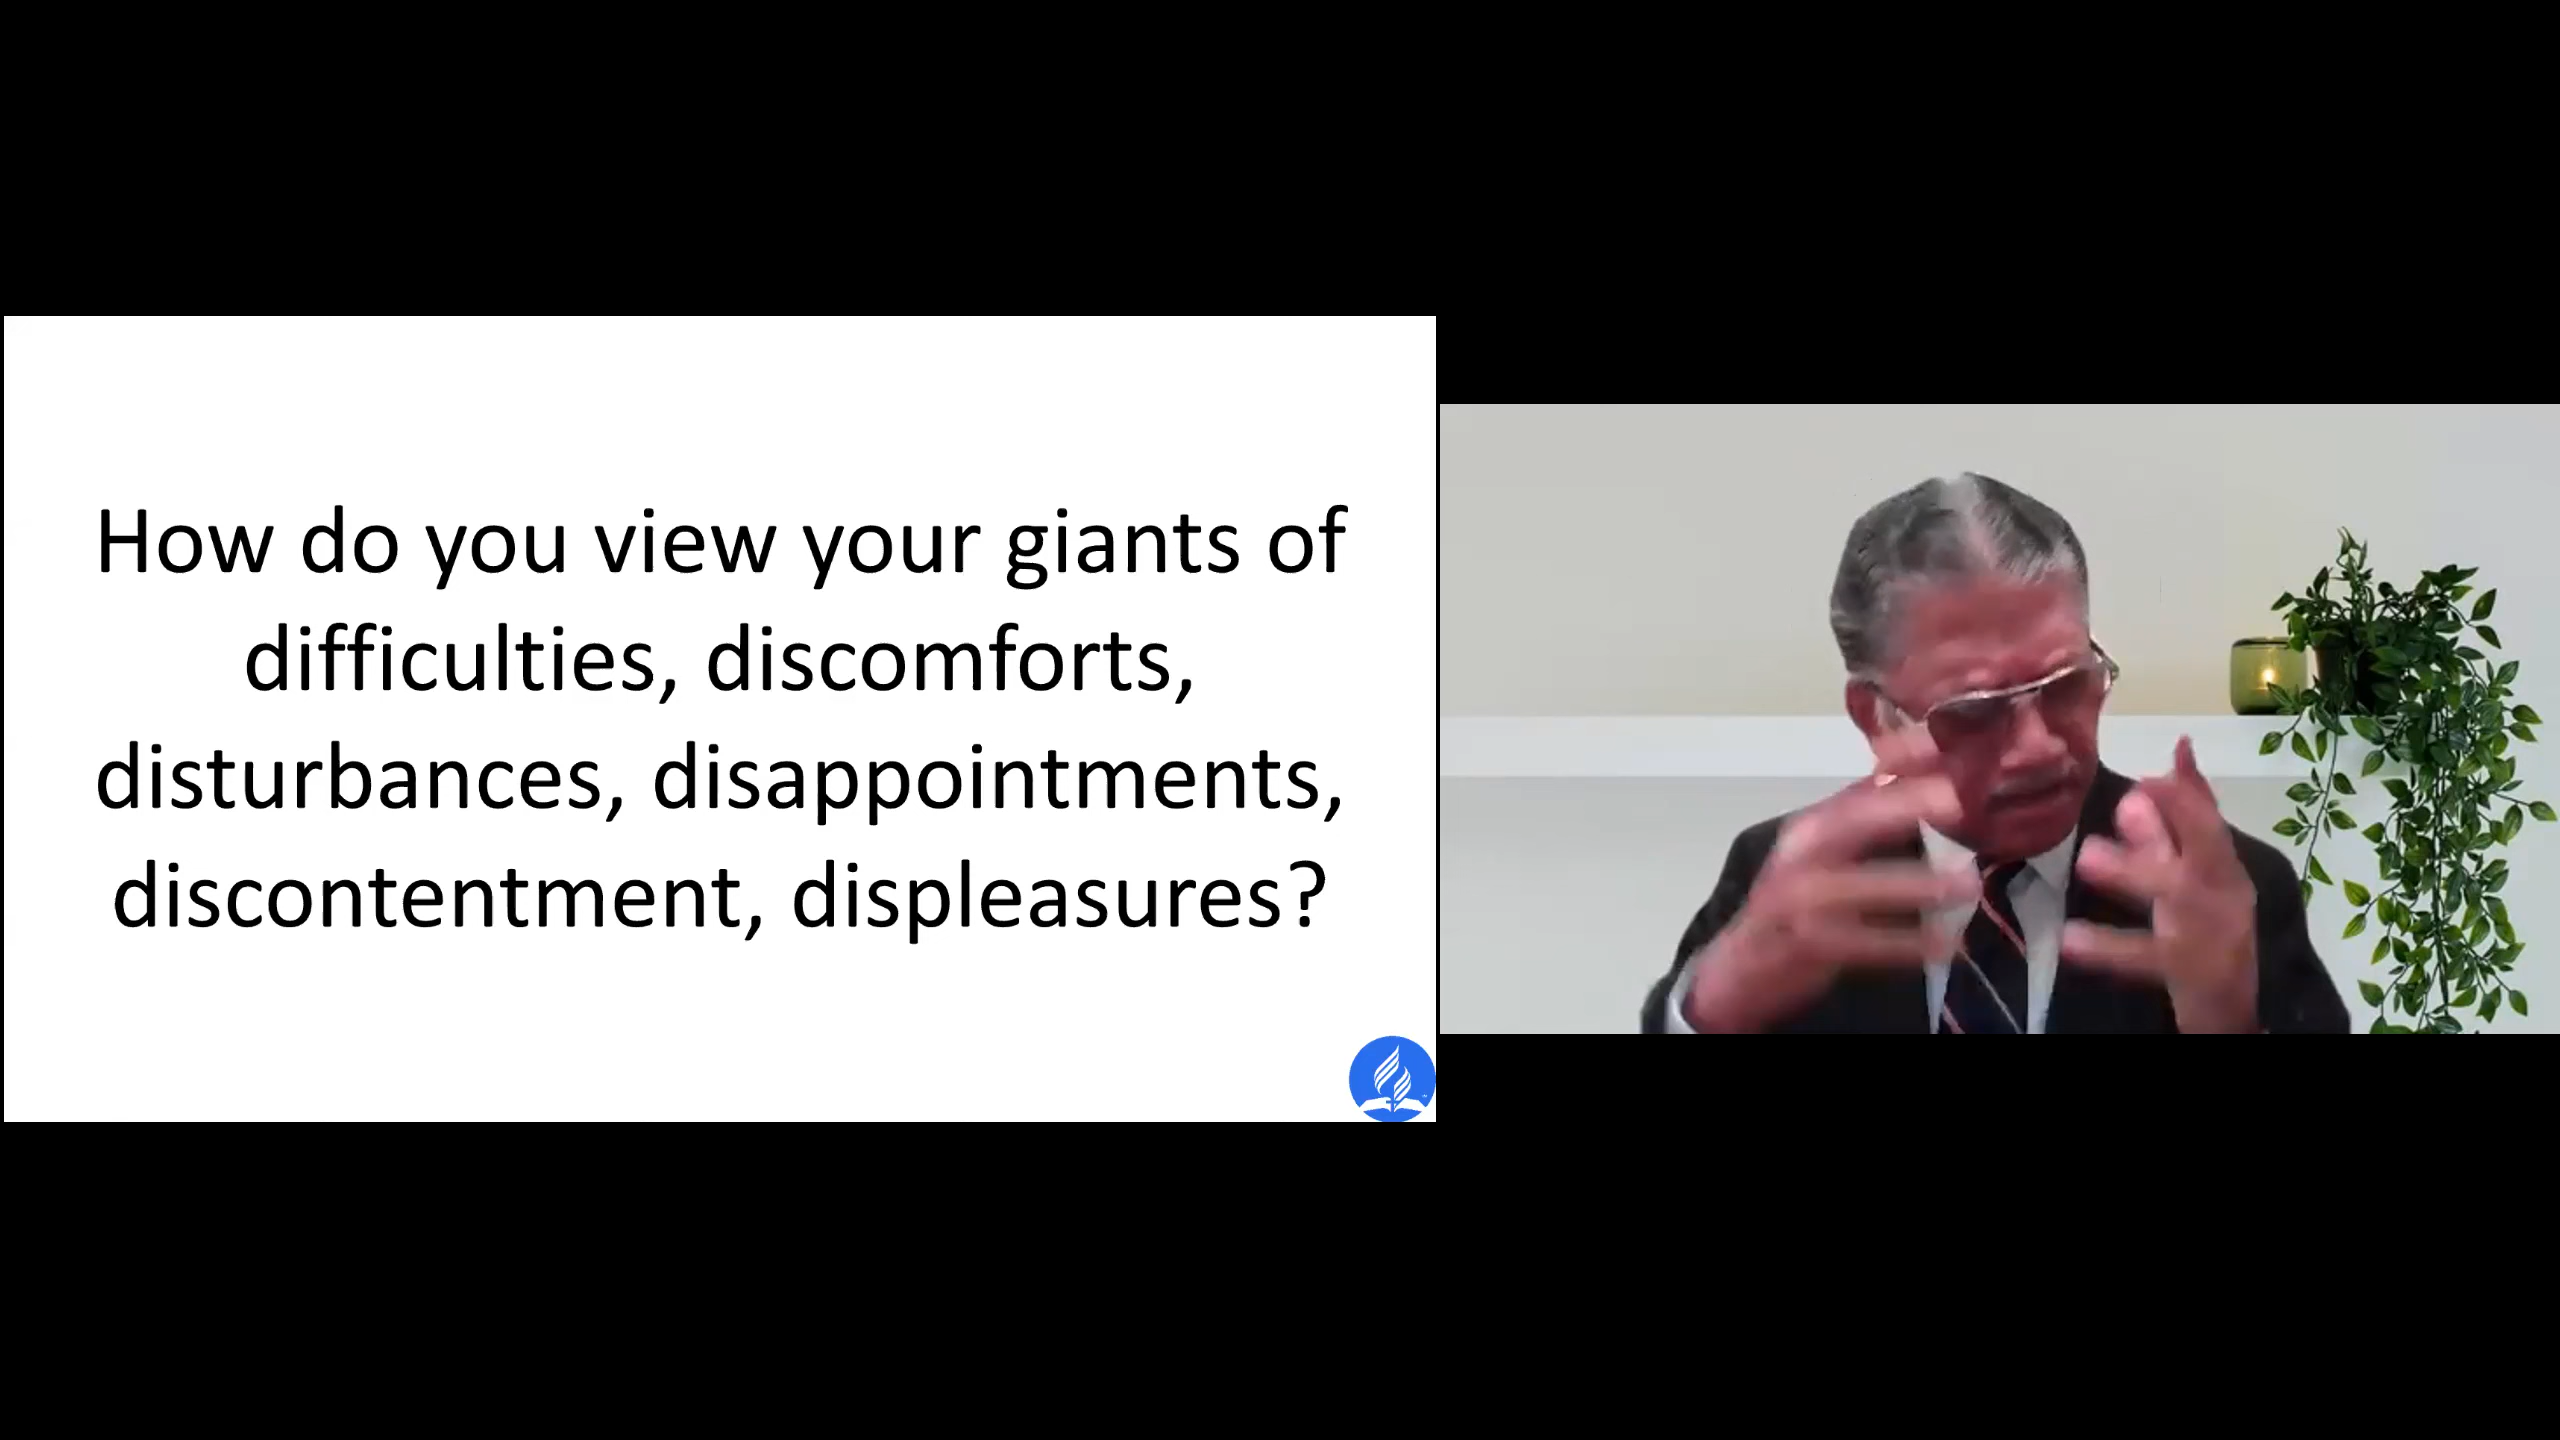 How do you view your giants of
difficulties, discomforts,
disturbances, disappointments,
discontentment, displeasures?